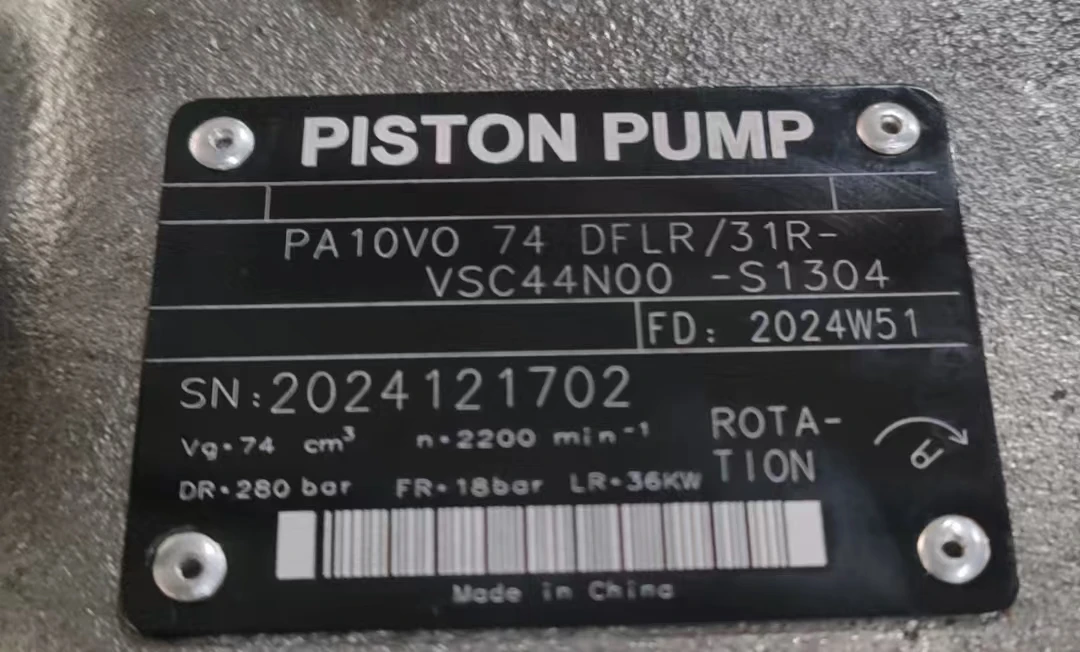 PISTON PUMP
PA10VO 74 DFLR/31R-
VSC44N00 -S1304
FD: 2024W51
SN:2024121702
Vg=74 cm³ n=2200 min⁻¹
ROTA-
TION
R
DR=280 bar FR=18bar LR=36KW
Made in China